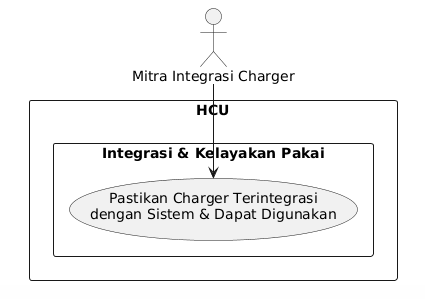 Mitra Integrasi Charger
HCU
Integrasi & Kelayakan Pakai
Pastikan Charger Terintegrasi
dengan Sistem & Dapat Digunakan